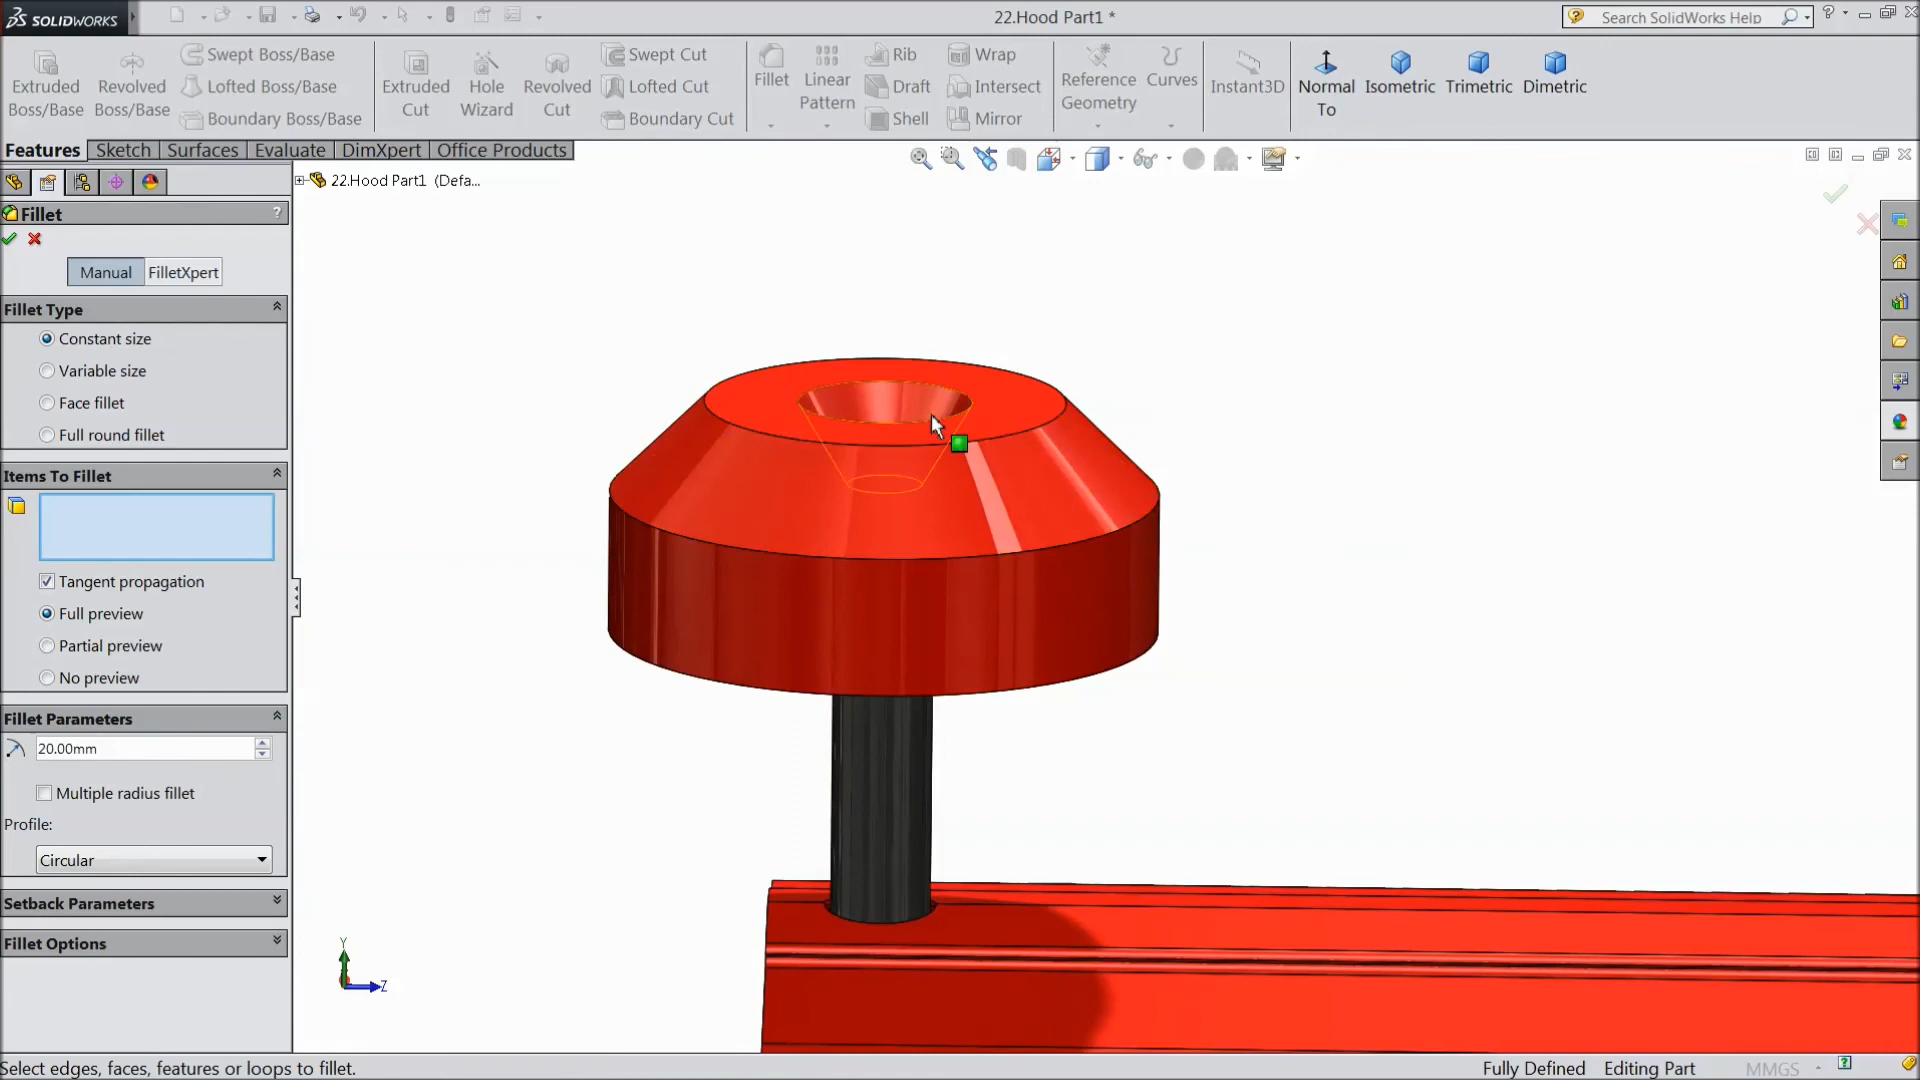 SOLIDWORKS
22.Hood Part1 *
Search SolidWorks Help
Extruded Boss/Base
Revolved Boss/Base
Swept Boss/Base
Lofted Boss/Base
Boundary Boss/Base
Extruded Cut
Hole Wizard
Revolved Cut
Swept Cut
Lofted Cut
Boundary Cut
Fillet
Linear Pattern
Rib
Draft
Shell
Wrap
Intersect
Mirror
Reference Geometry
Curves
Instant3D
Normal To
Isometric
Trimetric
Dimetric
Features
Sketch
Surfaces
Evaluate
DimXpert
Office Products
22.Hood Part1 (Defa...
Fillet
?
Manual
FilletXpert
Fillet Type
Constant size
Variable size
Face fillet
Full round fillet
Items To Fillet
Tangent propagation
Full preview
Partial preview
No preview
Fillet Parameters
20.00mm
Multiple radius fillet
Profile:
Circular
Setback Parameters
Fillet Options
Y
Z
Select edges, faces, features or loops to fillet.
Fully Defined
Editing Part
MMGS